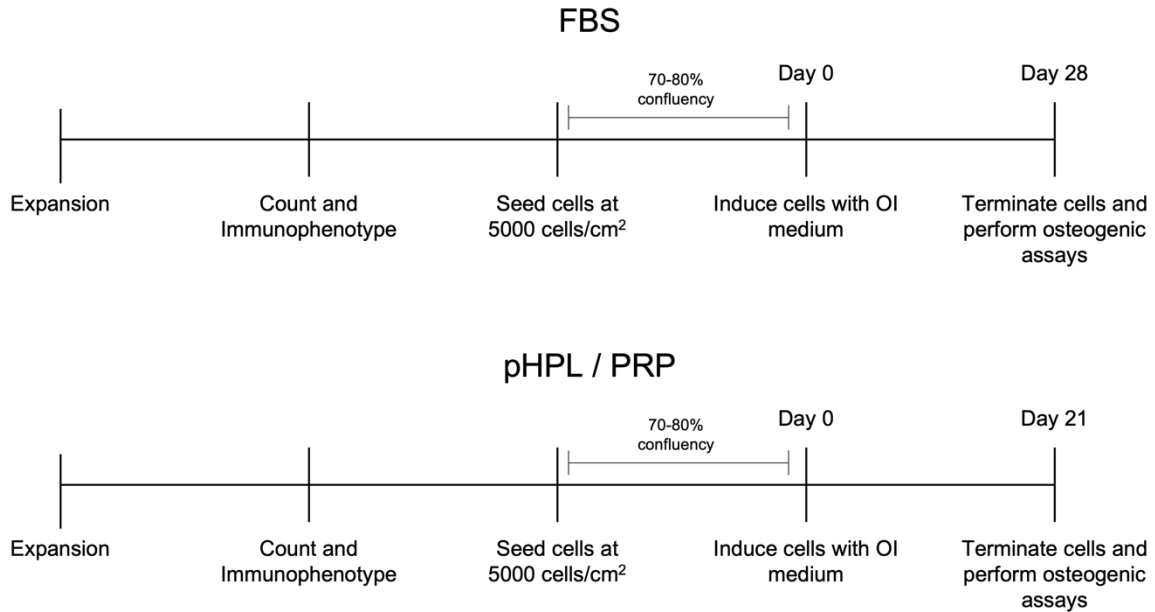 FBS
70-80%
confluency
Day 0
Day 28
Expansion
Count and
Immunophenotype
Seed cells at
5000 cells/cm²
Induce cells with OI
medium
Terminate cells and
perform osteogenic
assays
pHPL / PRP
70-80%
confluency
Day 0
Day 21
Expansion
Count and
Immunophenotype
Seed cells at
5000 cells/cm²
Induce cells with OI
medium
Terminate cells and
perform osteogenic
assays